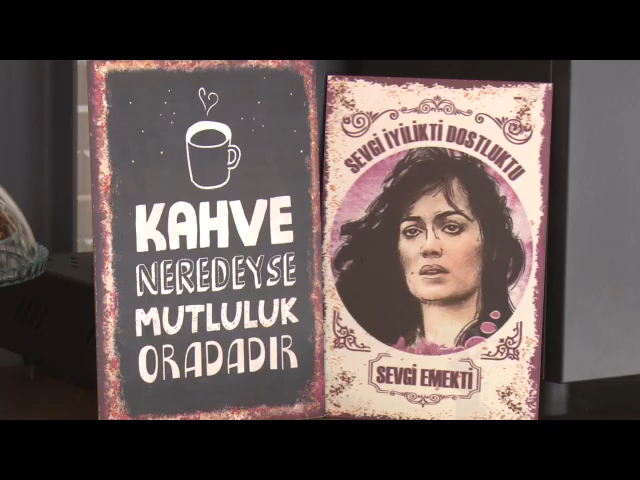 KAHVE
NEREDEYSE
MUTLULUK
ORADADIR
SEVGİ İYİLİKTİ DOSTLUKTU
SEVGİ EMEKTİ